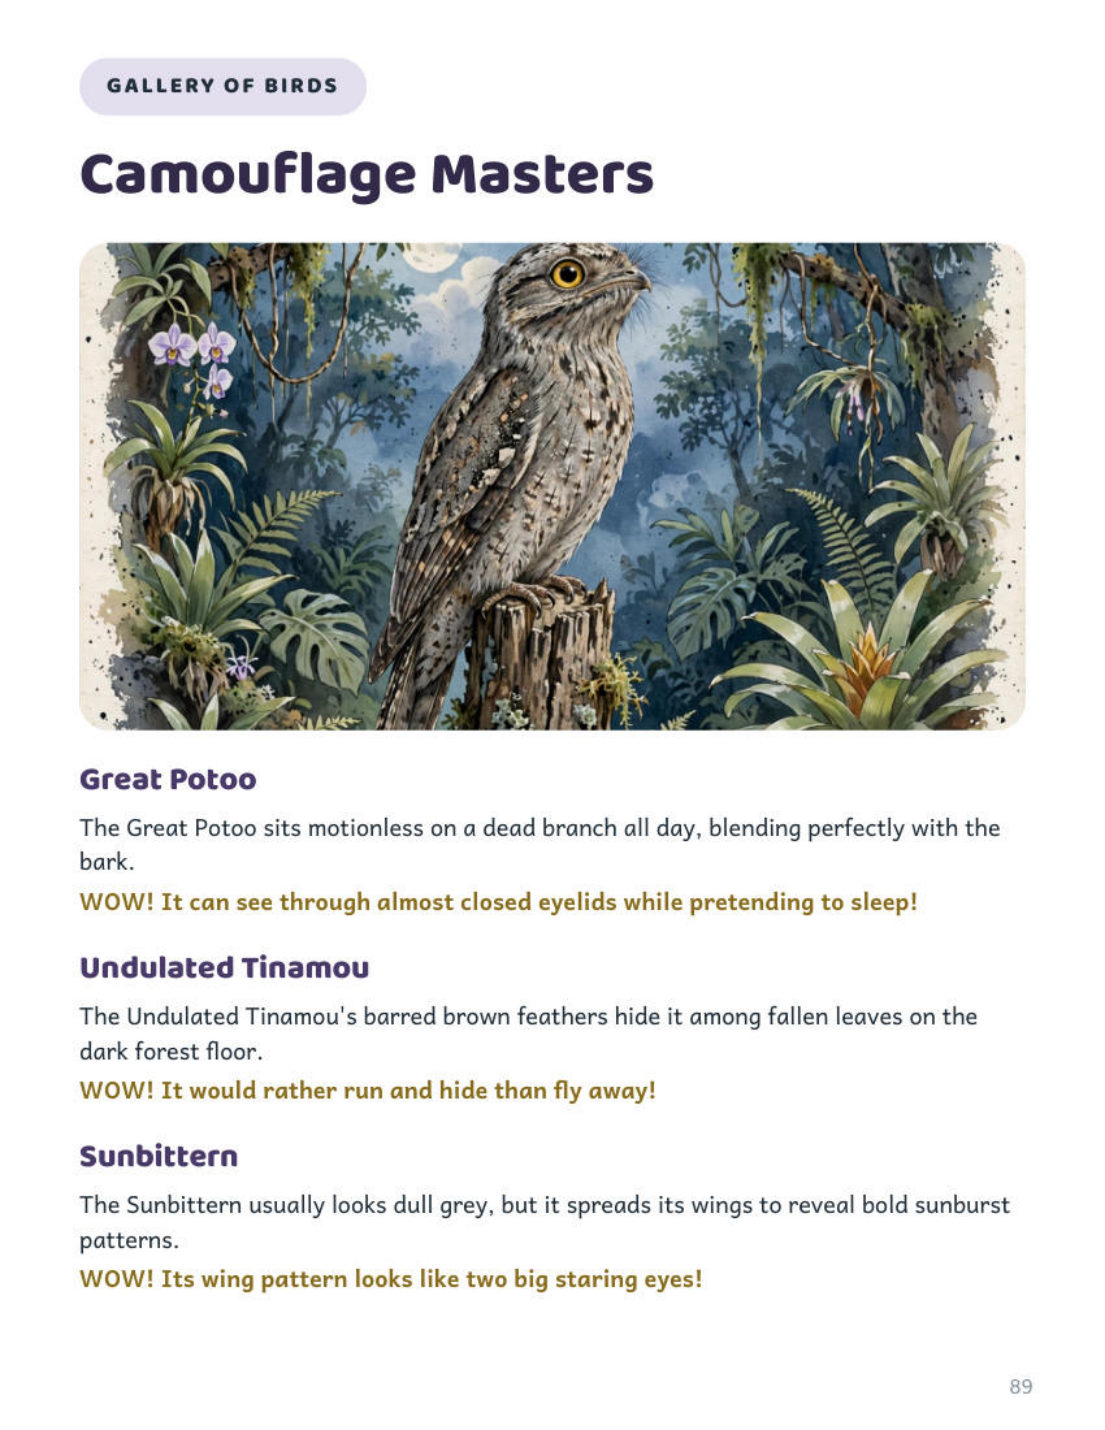 GALLERY OF BIRDS
Camouflage Masters
Great Potoo
The Great Potoo sits motionless on a dead branch all day, blending perfectly with the
bark.
WOW! It can see through almost closed eyelids while pretending to sleep!
Undulated Tinamou
The Undulated Tinamou's barred brown feathers hide it among fallen leaves on the
dark forest floor.
WOW! It would rather run and hide than fly away!
Sunbittern
The Sunbittern usually looks dull grey, but it spreads its wings to reveal bold sunburst
patterns.
WOW! Its wing pattern looks like two big staring eyes!
89